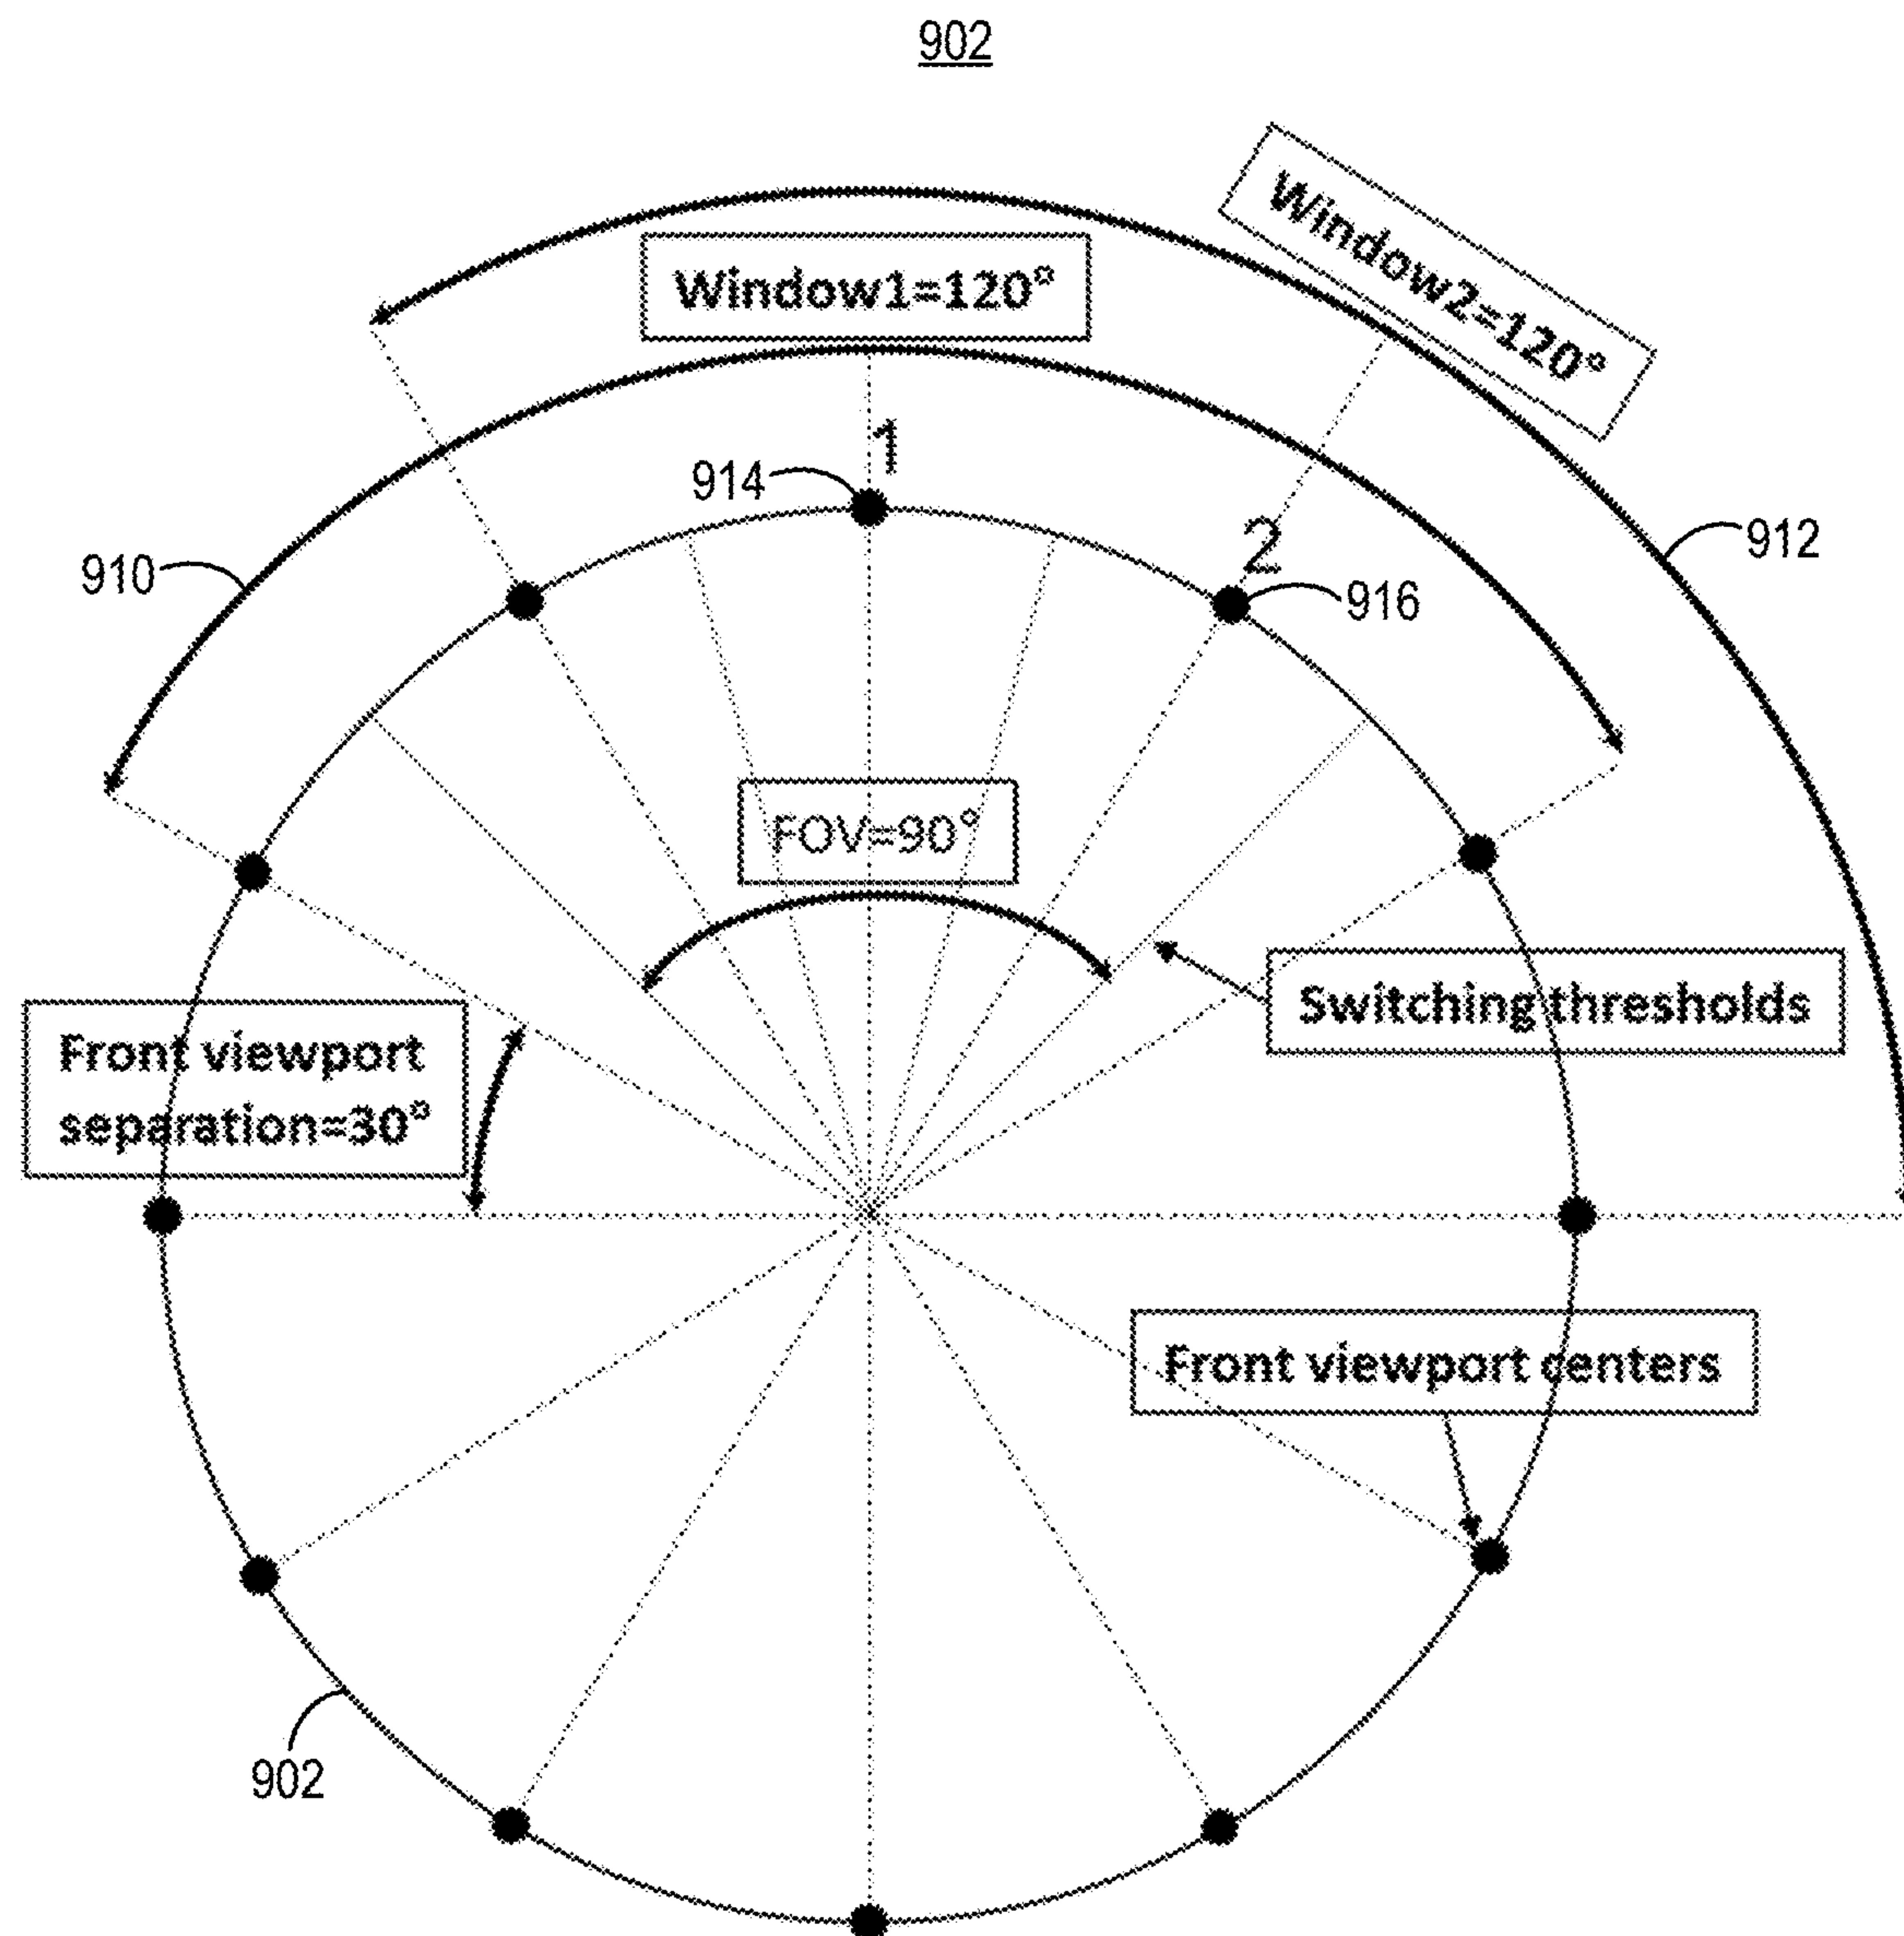 902
Window2=120°
Window1=120°
1
914
2
912
910
916
FOV=90°
Switching thresholds
Front viewport
separation=30°
Front viewport centers
902